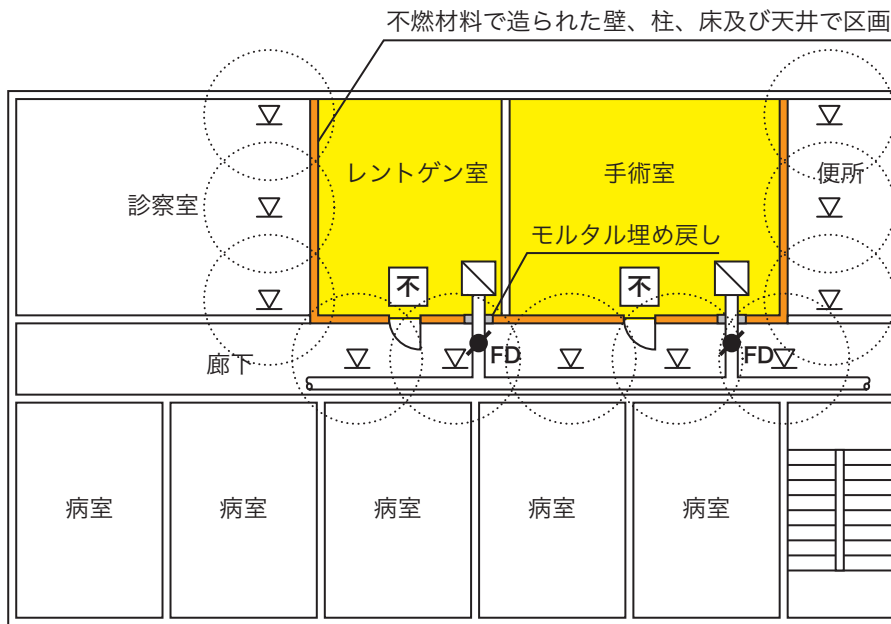 不燃材料で造られた壁、柱、床及び天井で区画
レントゲン室
手術室
便所
診察室
モルタル埋め戻し
不
不
廊下
FD
FD
病室
病室
病室
病室
病室